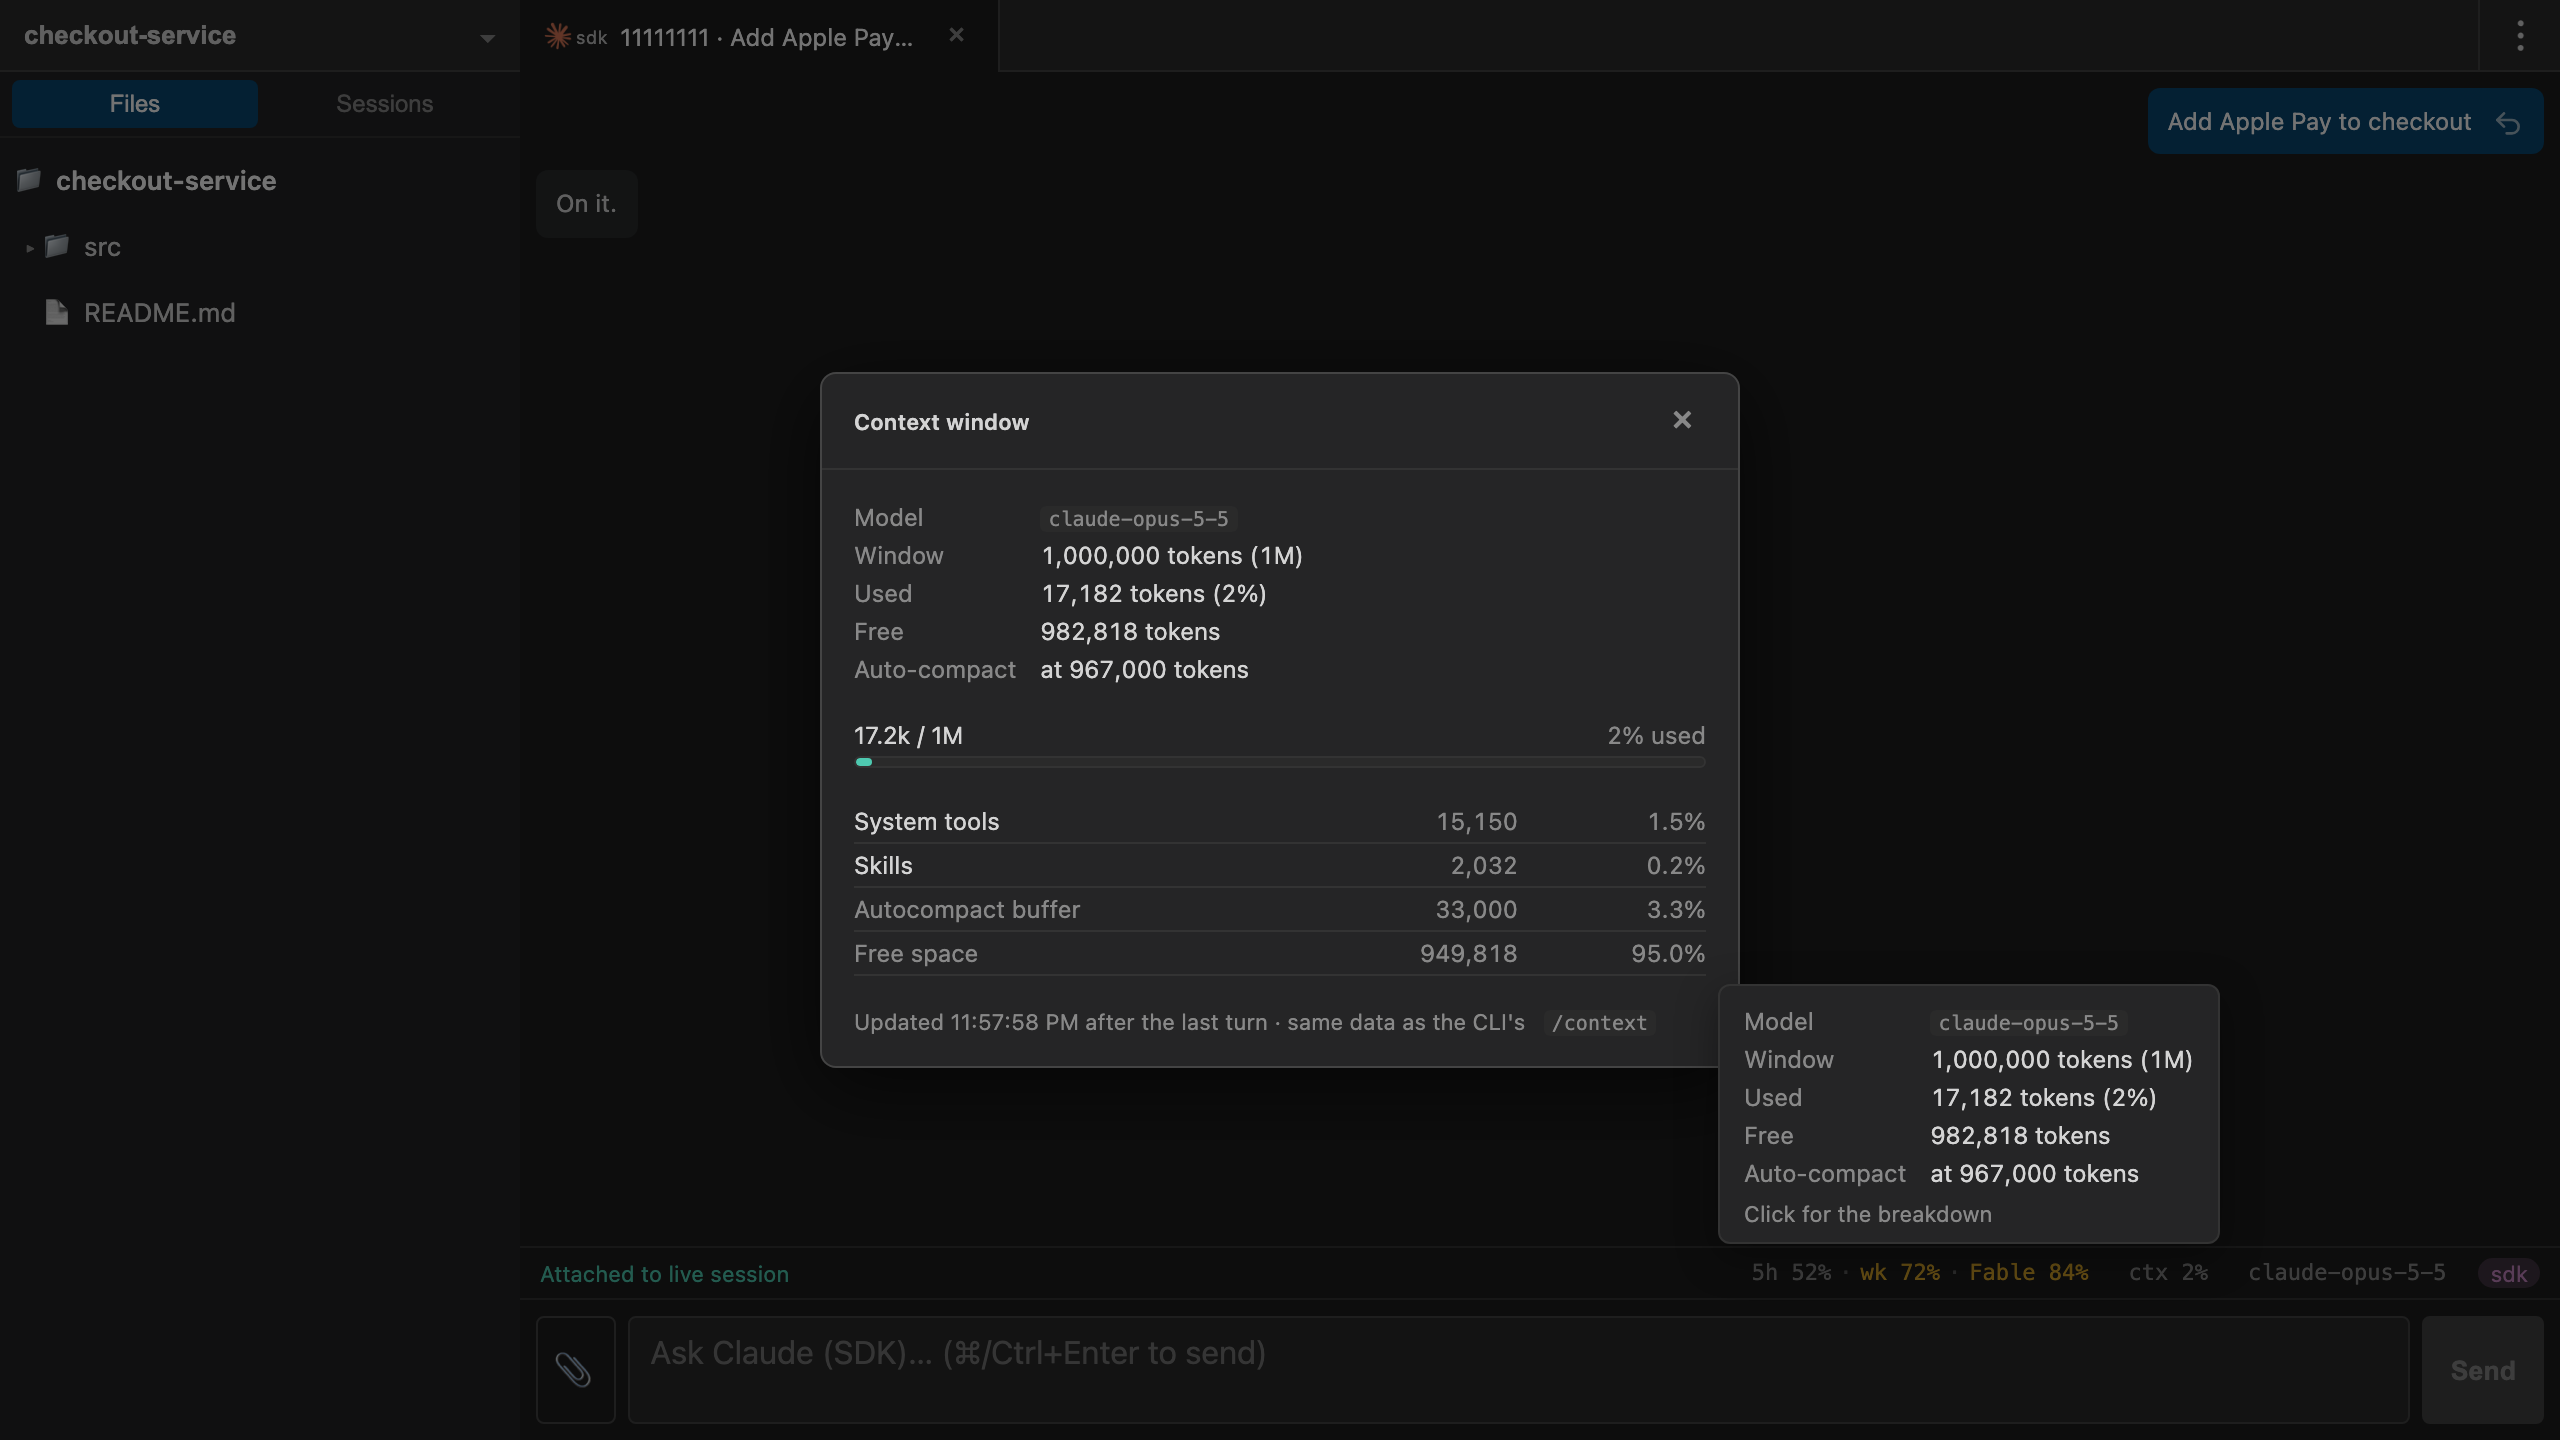 checkout-service
sdk 11111111 · Add Apple Pay...
Files
Sessions
checkout-service
src
README.md
Add Apple Pay to checkout
On it.
Context window
Model claude-opus-5-5
Window 1,000,000 tokens (1M)
Used 17,182 tokens (2%)
Free 982,818 tokens
Auto-compact at 967,000 tokens
17.2k / 1M 2% used
System tools 15,150 1.5%
Skills 2,032 0.2%
Autocompact buffer 33,000 3.3%
Free space 949,818 95.0%
Updated 11:57:58 PM after the last turn · same data as the CLI's /context
Model claude-opus-5-5
Window 1,000,000 tokens (1M)
Used 17,182 tokens (2%)
Free 982,818 tokens
Auto-compact at 967,000 tokens
Click for the breakdown
Attached to live session
5h 52% · wk 72% · Fable 84% ctx 2% claude-opus-5-5 sdk
Ask Claude (SDK)... (⌘/Ctrl+Enter to send)
Send